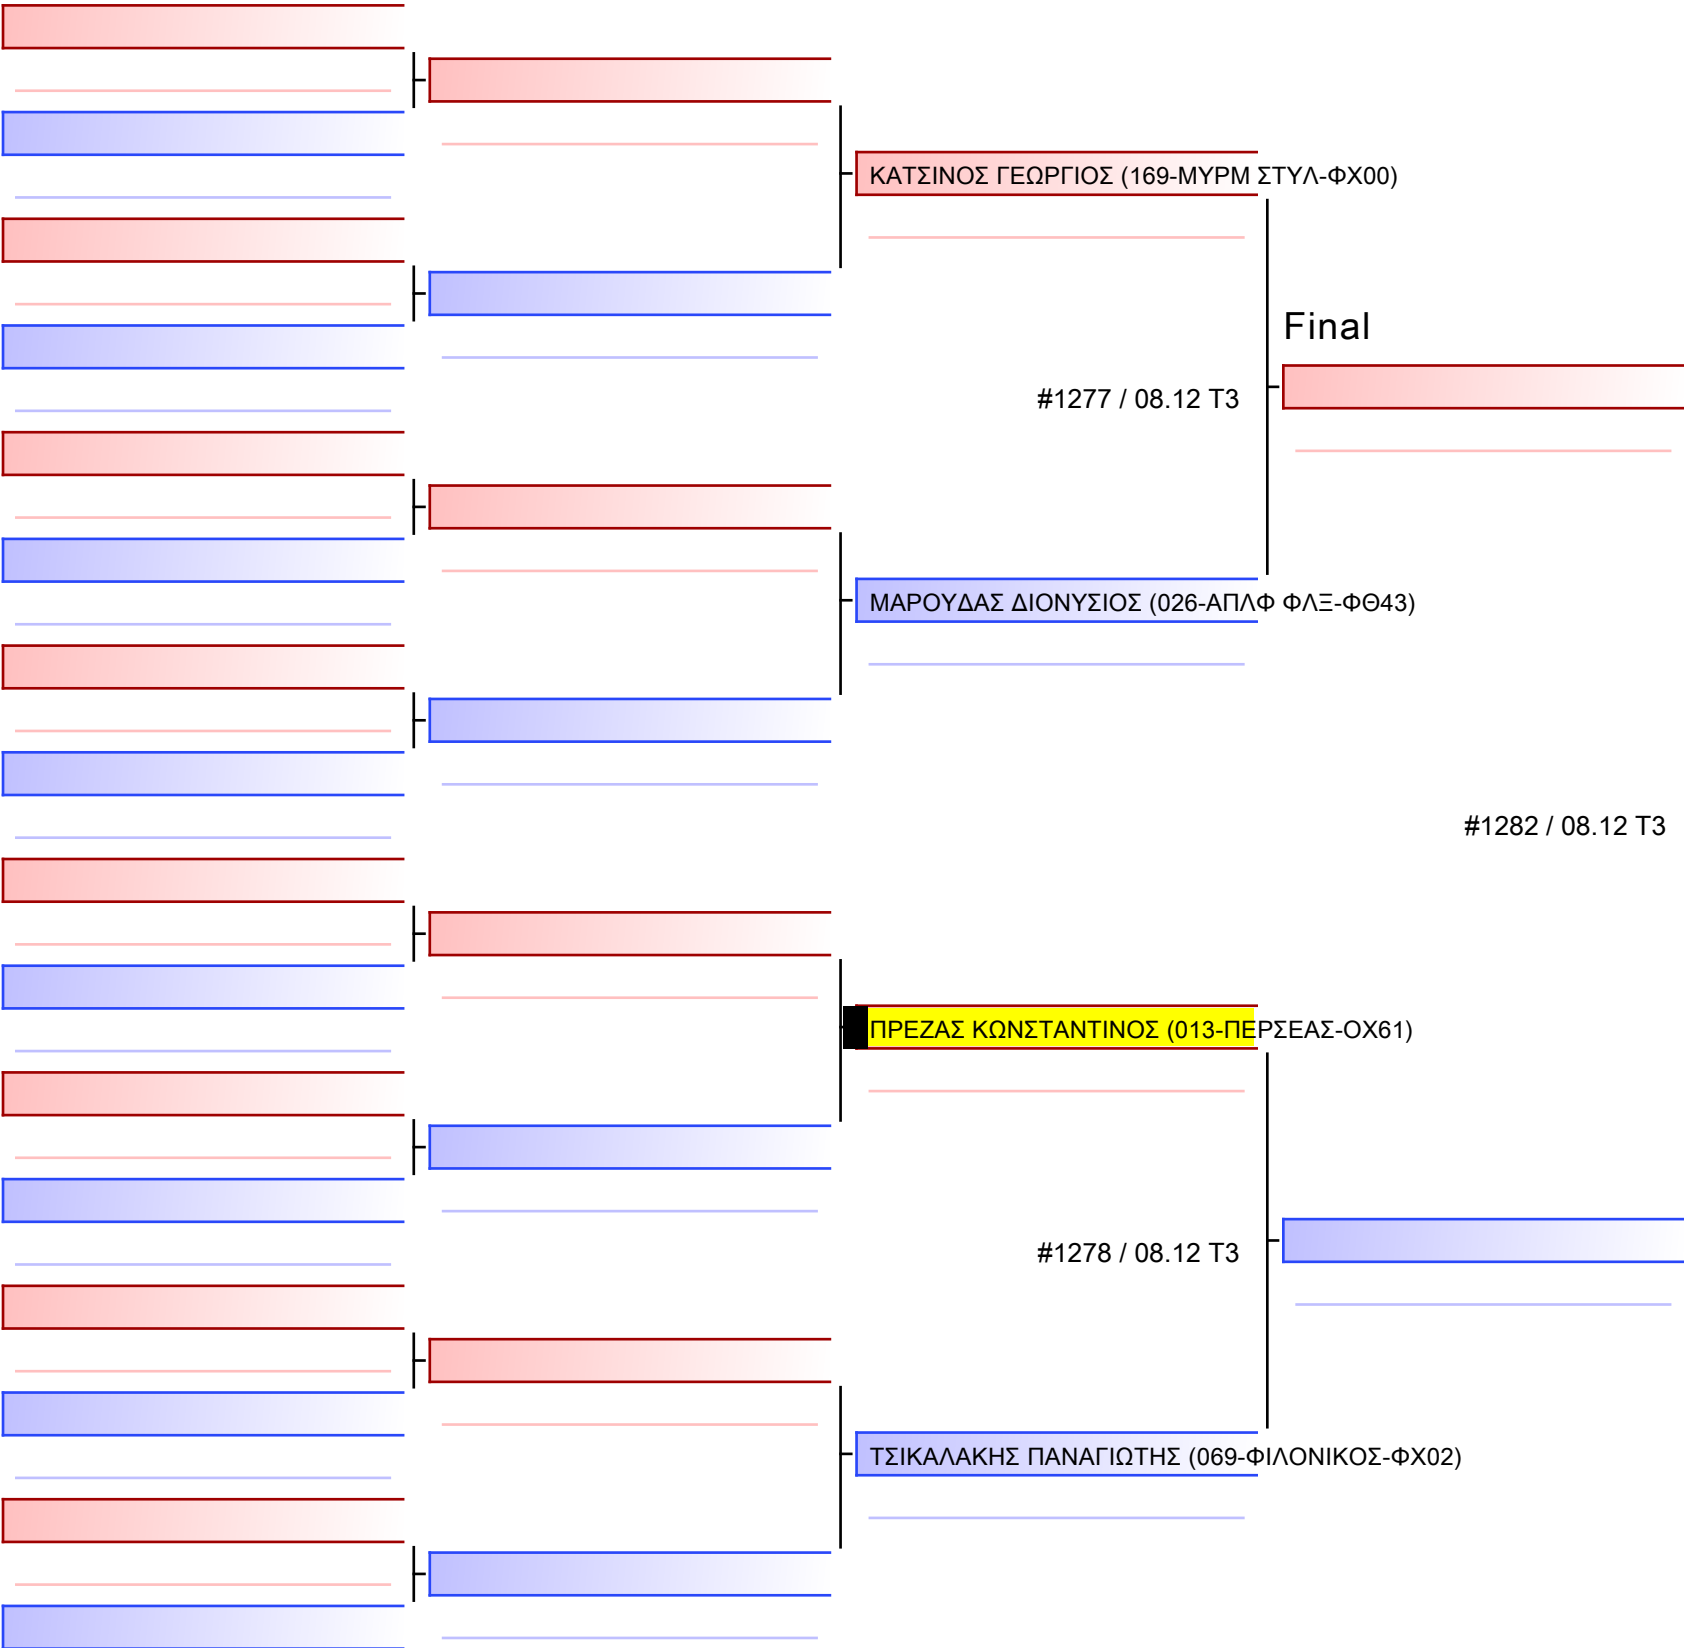 ΚΑΤΣΙΝΟΣ ΓΕΩΡΓΙΟΣ (169-ΜΥΡΜ ΣΤΥΛ-ΦΧ00)
Final
#1277 / 08.12 T3
ΜΑΡΟΥΔΑΣ ΔΙΟΝΥΣΙΟΣ (026-ΑΠΛΦ ΦΛΞ-ΦΘ43)
#1282 / 08.12 T3
ΠΡΕΖΑΣ ΚΩΝΣΤΑΝΤΙΝΟΣ (013-ΠΕΡΣΕΑΣ-ΟΧ61)
#1278 / 08.12 T3
ΤΣΙΚΑΛΑΚΗΣ ΠΑΝΑΓΙΩΤΗΣ (069-ΦΙΛΟΝΙΚΟΣ-ΦΧ02)